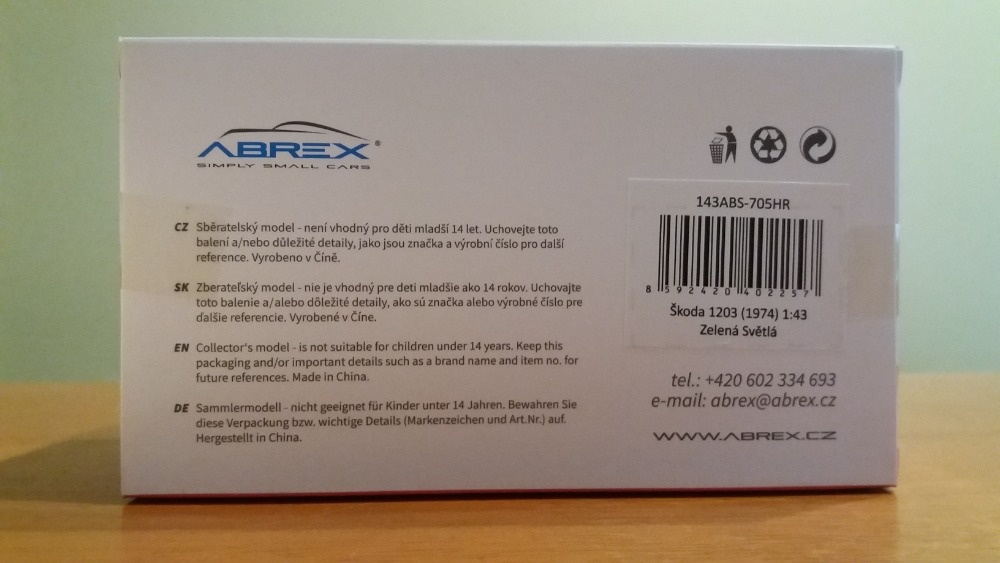 ABREX®
SIMPLY SMALL CARS
CZ Sběratelský model - není vhodný pro děti mladší 14 let. Uchovejte toto
balení a/nebo důležité detaily, jako jsou značka a výrobní číslo pro další
reference. Vyrobeno v Číně.
SK Zberateľský model - nie je vhodný pre deti mladšie ako 14 rokov. Uchovajte
toto balenie a/alebo dôležité detaily, ako sú značka alebo výrobné číslo pre
ďalšie referencie. Vyrobené v Číne.
EN Collector's model - is not suitable for children under 14 years. Keep this
packaging and/or important details such as a brand name and item no. for
future references. Made in China.
DE Sammlermodell - nicht geeignet für Kinder unter 14 Jahren. Bewahren Sie
diese Verpackung bzw. wichtige Details (Markenzeichen und Art.Nr.) auf.
Hergestellt in China.
143ABS-705HR
8 592420 402257
Škoda 1203 (1974) 1:43
Zelená Světlá
tel.: +420 602 334 693
e-mail: abrex@abrex.cz
WWW.ABREX.CZ